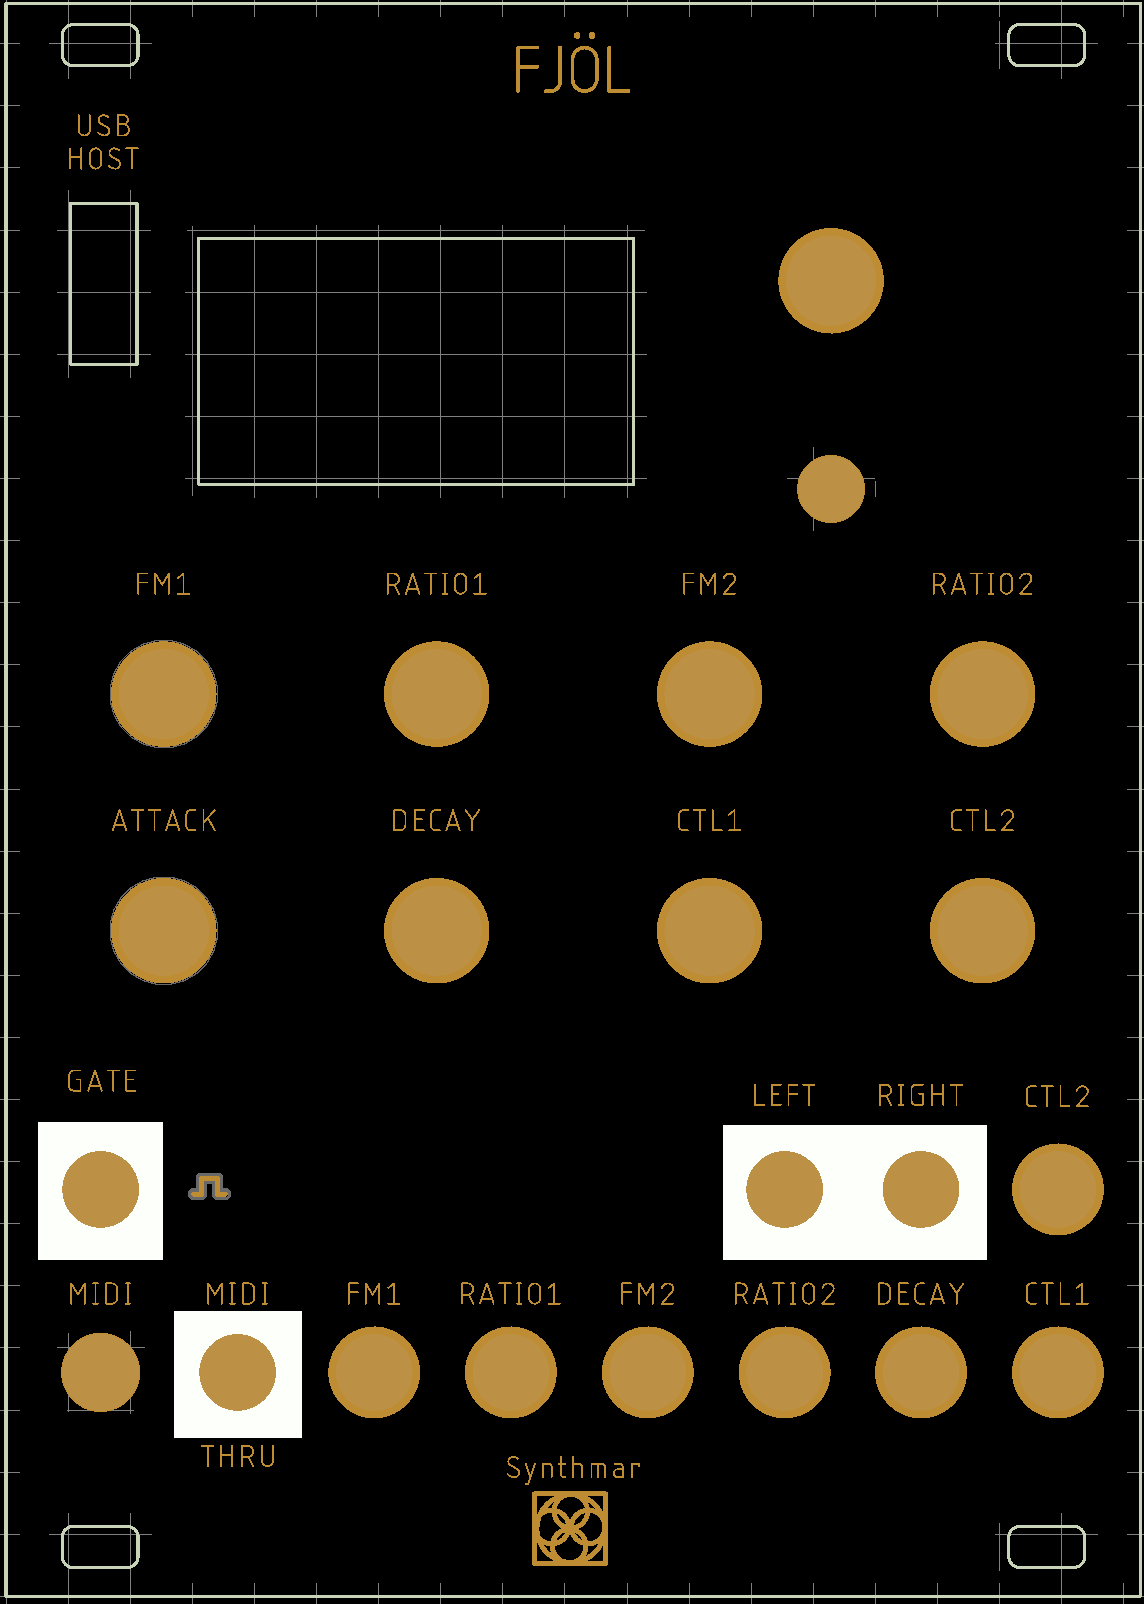 FJÖL
USB
HOST
FM1 RATIO1 FM2 RATIO2
ATTACK DECAY CTL1 CTL2
GATE LEFT RIGHT CTL2
MIDI MIDI FM1 RATIO1 FM2 RATIO2 DECAY CTL1
THRU
Synthmar